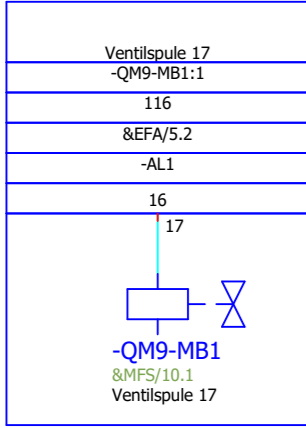 Ventilspule 17
-QM9-MB1:1
116
&EFA/5.2
-AL1
16
17
-QM9-MB1
&MFS/10.1
Ventilspule 17